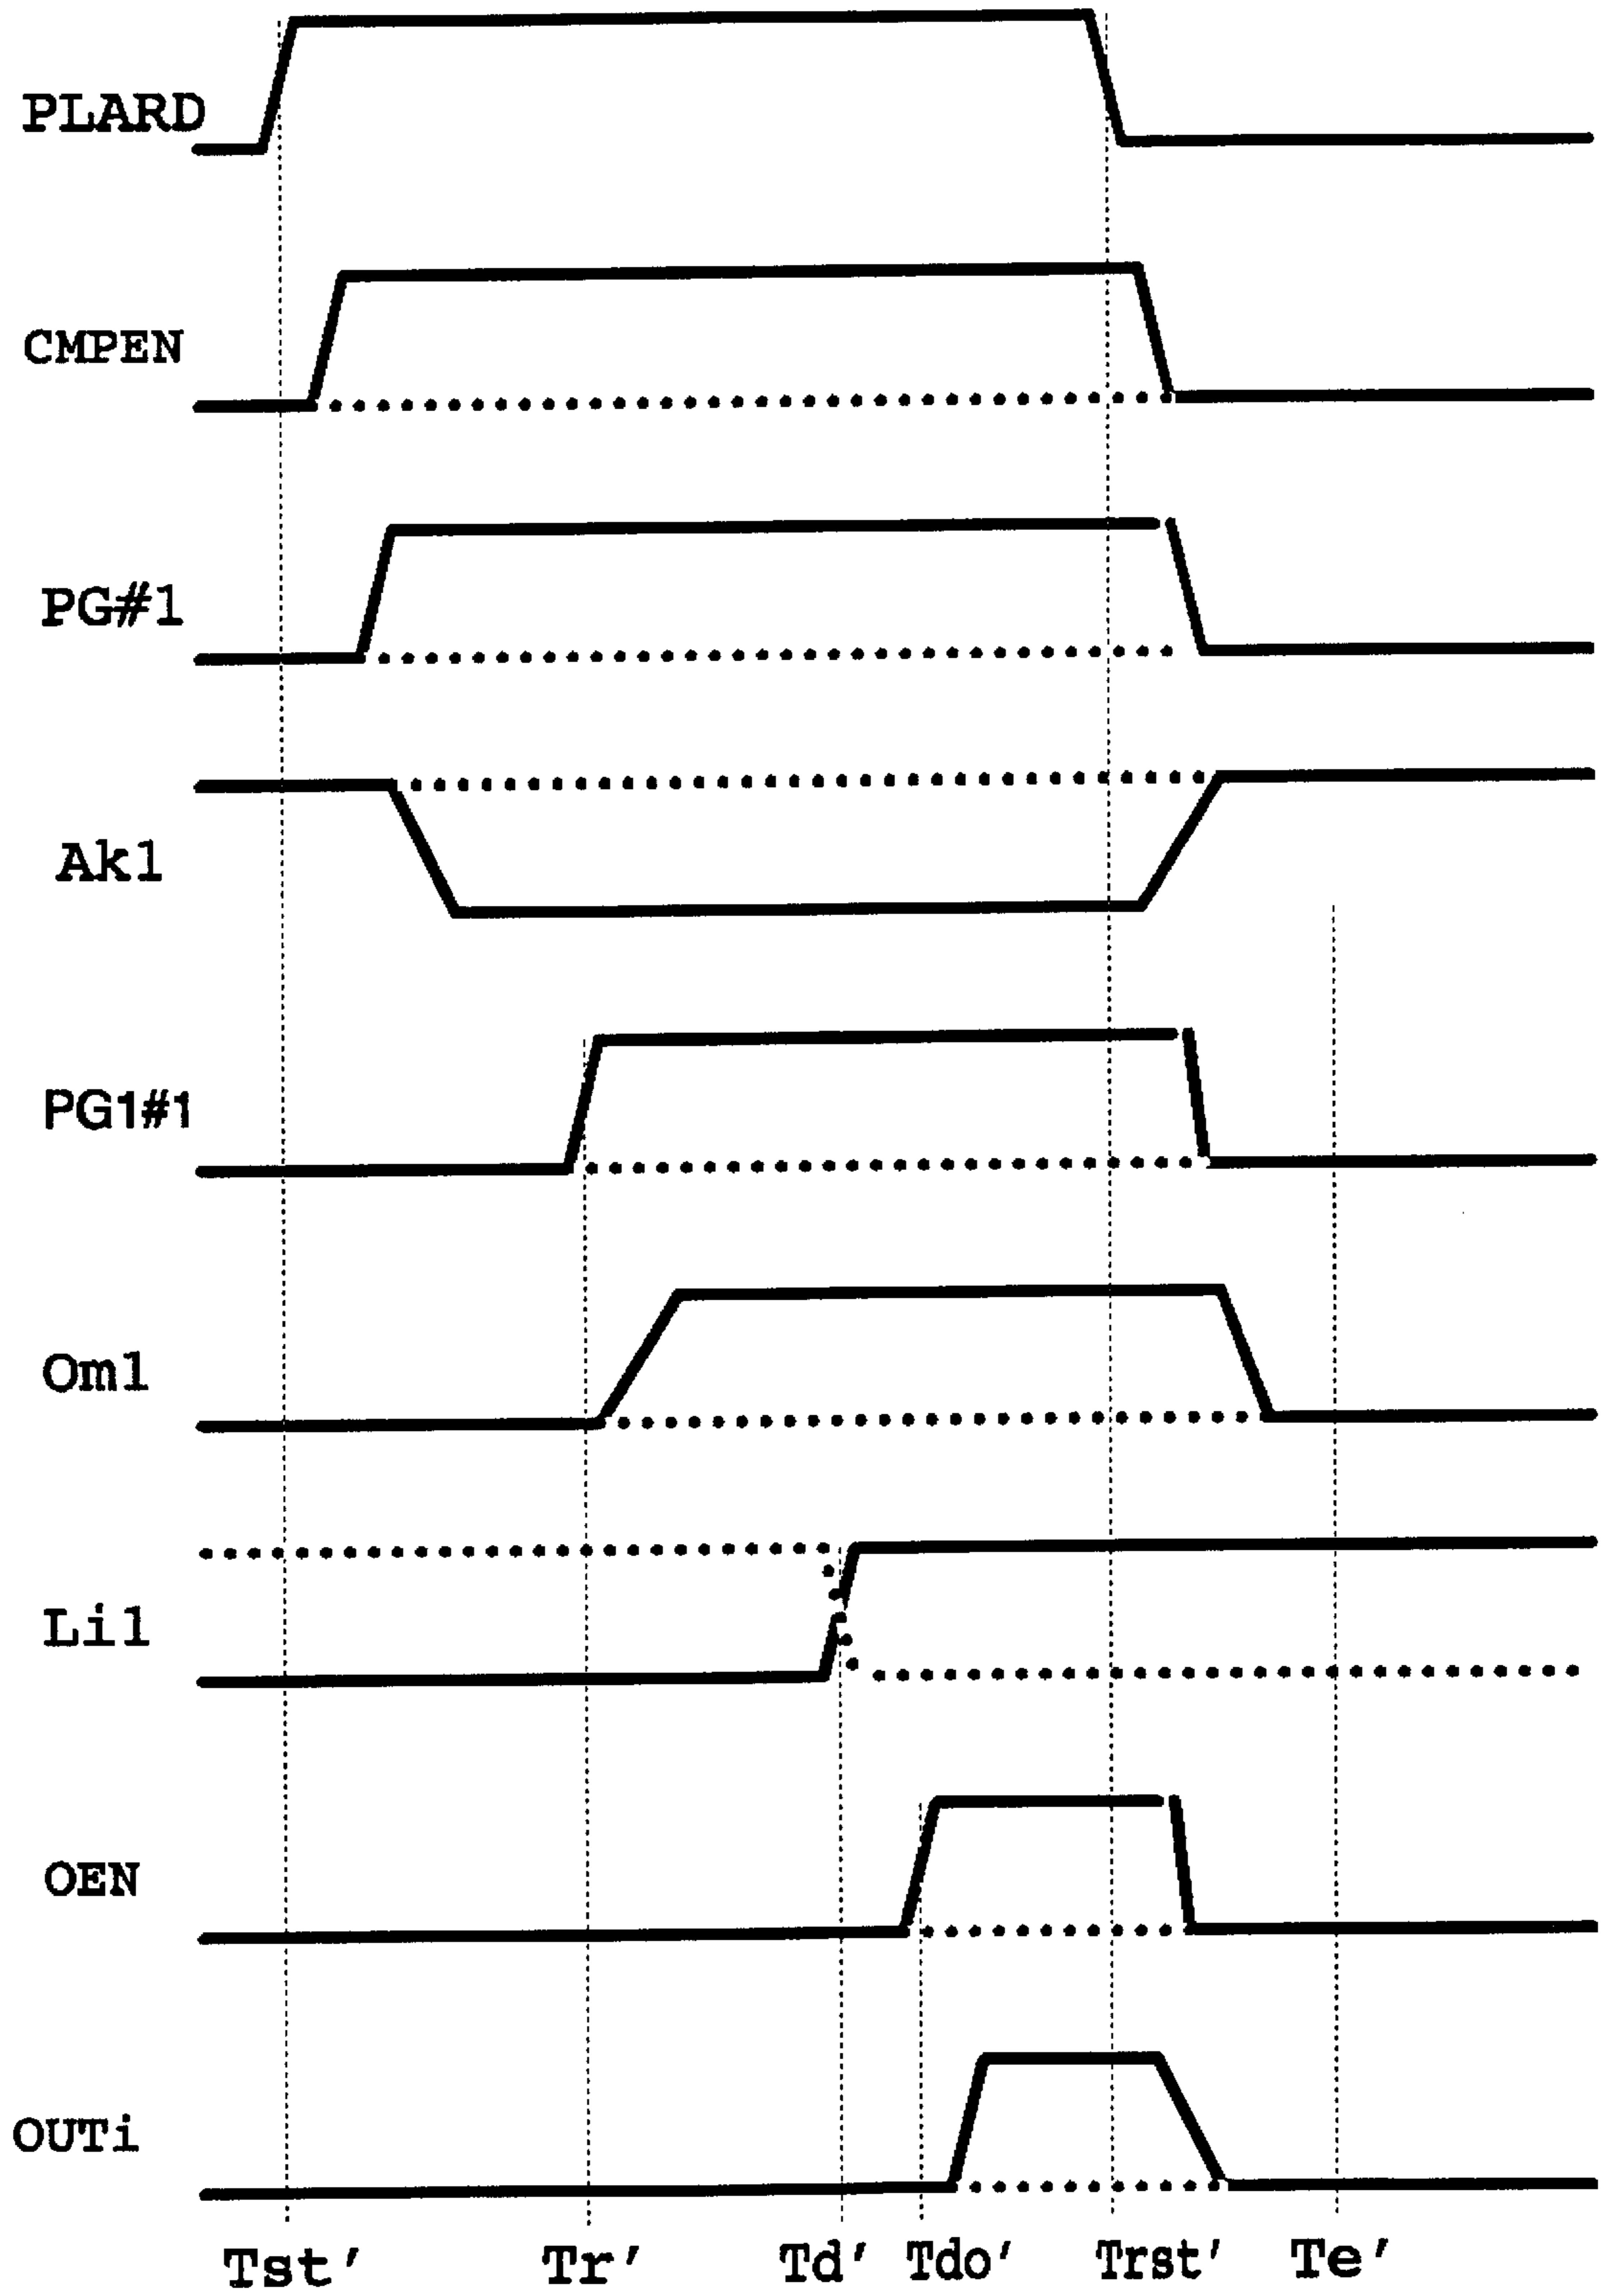 PLARD
CMPEN
PG#1
Ak1
PG1#1
Om1
Li1
OEN
OUTi
Tst' Tr' Td' Tdo' Trst' Te'